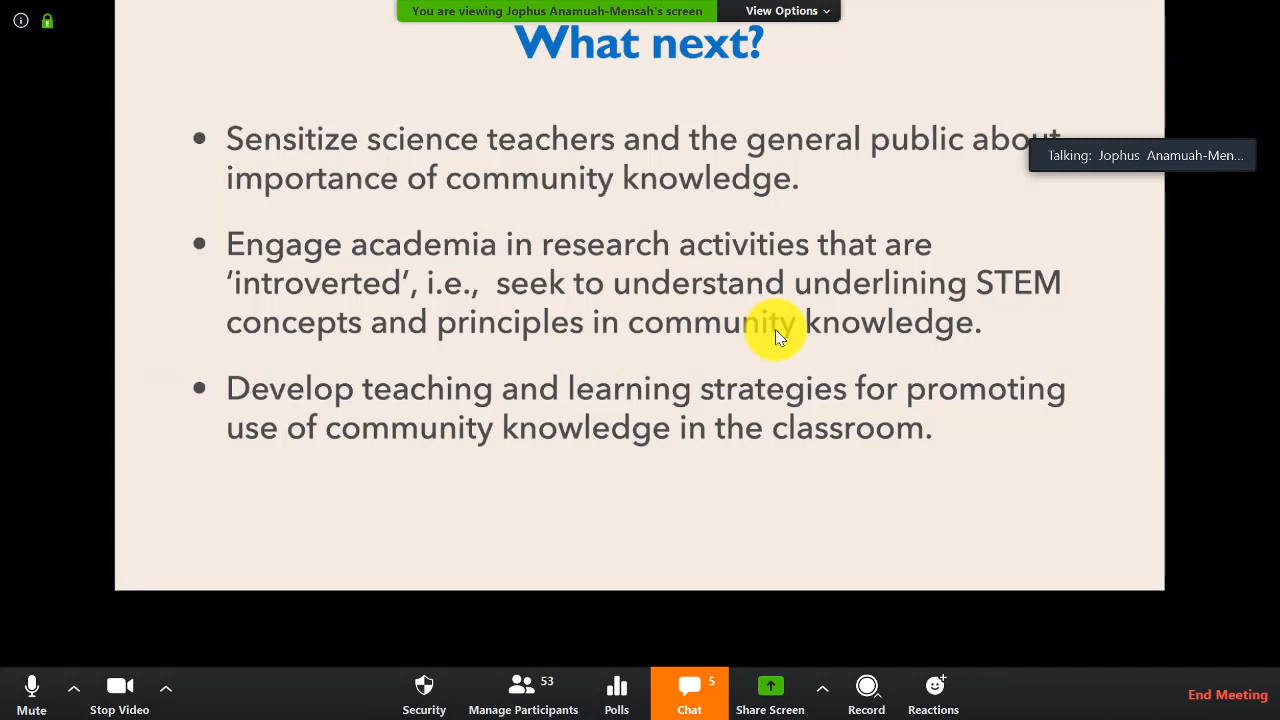 You are viewing Jophus Anamuah-Mensah's screen
View Options
What next?
• Sensitize science teachers and the general public about
Talking: Jophus Anamuah-Men...
importance of community knowledge.
• Engage academia in research activities that are
‘introverted’, i.e., seek to understand underlining STEM
concepts and principles in community knowledge.
• Develop teaching and learning strategies for promoting
use of community knowledge in the classroom.
Mute
Stop Video
Security
53
Manage Participants
Polls
5
Chat
Share Screen
Record
Reactions
End Meeting